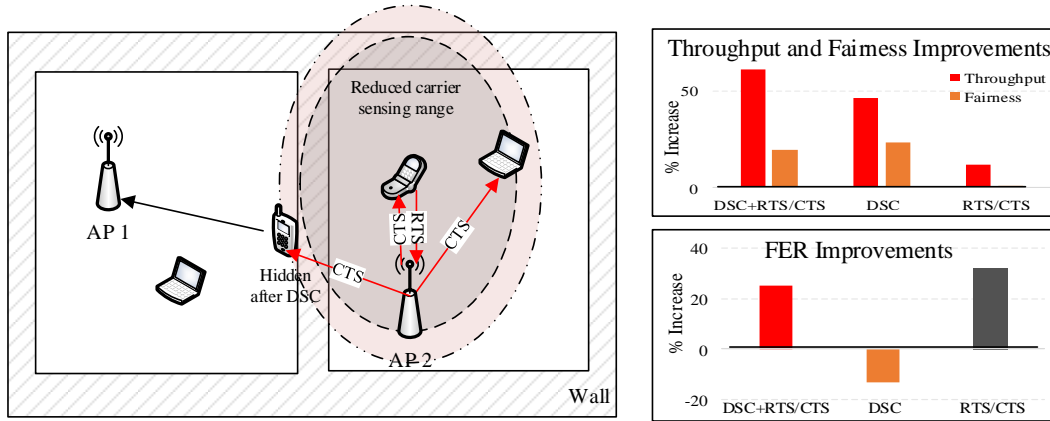 Reduced carrier
sensing range
AP 1
CTS
RTS
CTS
CTS
Hidden
after DSC
AP 2
Wall
Throughput and Fairness Improvements
Throughput
Fairness
% Increase
50
0
DSC+RTS/CTS
DSC
RTS/CTS
FER Improvements
% Increase
40
20
0
-20
DSC+RTS/CTS
DSC
RTS/CTS